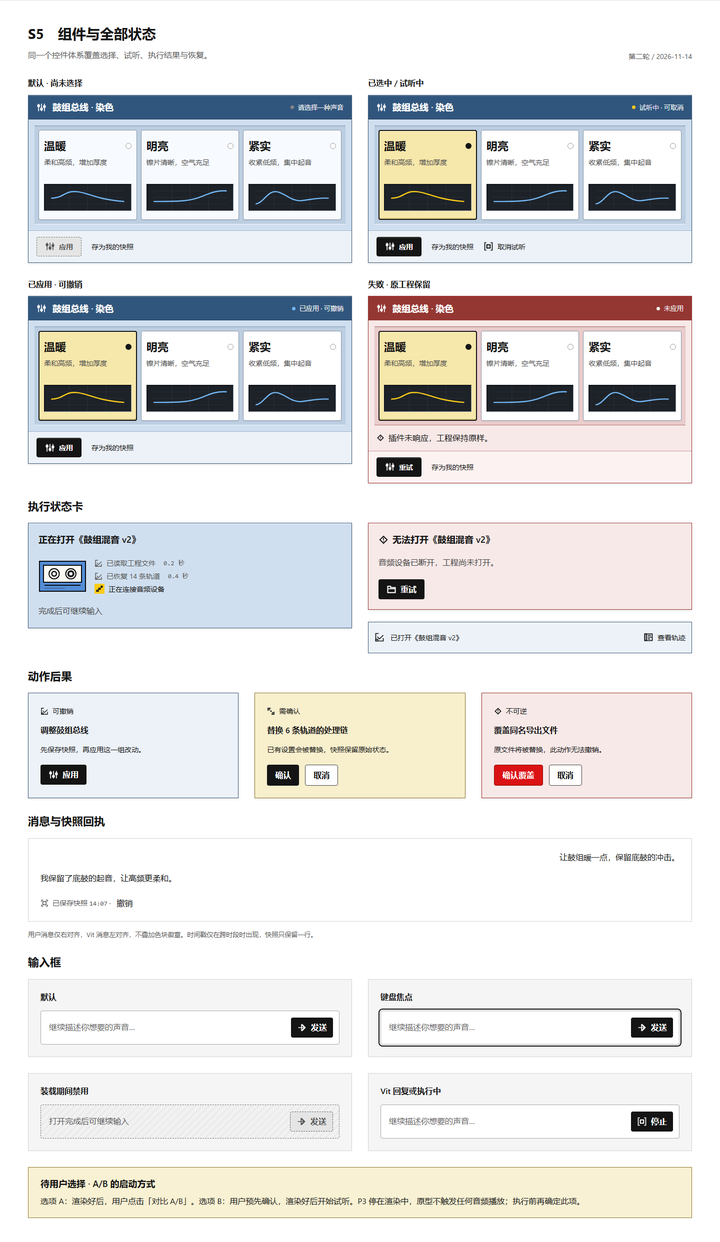 S5 组件与全部状态
同一个控件体系覆盖选择、试听、执行结果与恢复。
第二轮 / 2026-11-14
默认 · 尚未选择
鼓组总线 · 染色
请选择一种声音
温暖
柔和高频，增加厚度
明亮
镲片清晰，空气充足
紧实
收紧低频，集中起音
应用
存为我的快照
已选中 / 试听中
鼓组总线 · 染色
试听中 · 可取消
温暖
柔和高频，增加厚度
明亮
镲片清晰，空气充足
紧实
收紧低频，集中起音
应用
存为我的快照
取消试听
已应用 · 可撤销
鼓组总线 · 染色
已应用 · 可撤销
温暖
柔和高频，增加厚度
明亮
镲片清晰，空气充足
紧实
收紧低频，集中起音
应用
存为我的快照
失败 · 原工程保留
鼓组总线 · 染色
未应用
温暖
柔和高频，增加厚度
明亮
镲片清晰，空气充足
紧实
收紧低频，集中起音
插件未响应，工程保持原样。
重试
存为我的快照
执行状态卡
正在打开《鼓组混音 v2》
已读取工程文件 0.2 秒
已恢复 14 条轨道 0.4 秒
正在连接音频设备
完成后可继续输入
无法打开《鼓组混音 v2》
音频设备已断开，工程尚未打开。
重试
已打开《鼓组混音 v2》
查看轨迹
动作后果
可撤销
调整鼓组总线
先保存快照，再应用这一组改动。
应用
需确认
替换 6 条轨道的处理链
已有设置会被替换，快照保留原始状态。
确认
取消
不可逆
覆盖同名导出文件
原文件将被替换，此动作无法撤销。
确认覆盖
取消
消息与快照回执
让鼓组暖一点，保留底鼓的冲击。
我保留了底鼓的起音，让高频更柔和。
已保存快照 14:07 · 撤销
用户消息仅右对齐，Vit 消息左对齐，不叠加色块徽章。时间戳仅在跨时段时出现，快照只保留一行。
输入框
默认
继续描述你想要的声音...
发送
键盘焦点
继续描述你想要的声音...
发送
装载期间禁用
打开完成后可继续输入
发送
Vit 回复或执行中
继续描述你想要的声音...
停止
待用户选择 · A/B 的启动方式
选项 A：渲染好后，用户点击「对比 A/B」。选项 B：用户预先确认，渲染好后开始试听。P3 停在渲染中，原型不触发任何音频播放；执行前再确定此项。